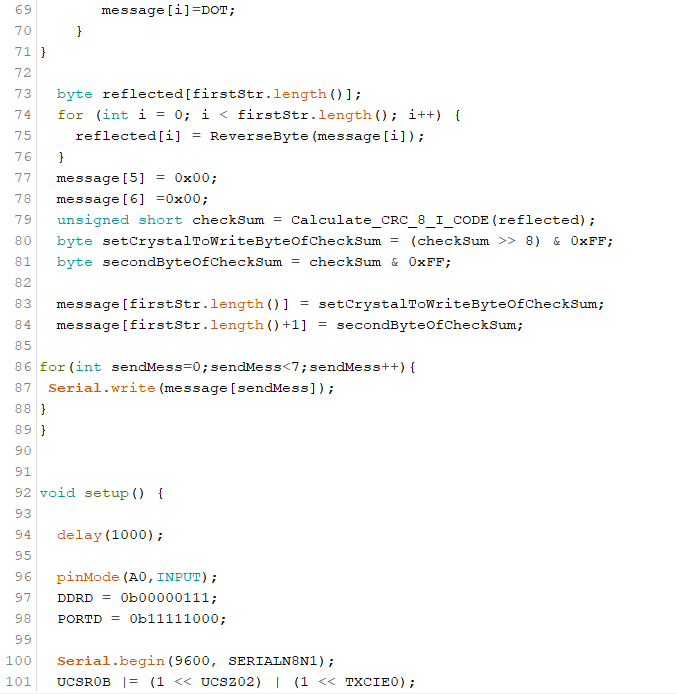 69 message[i]=DOT;
70 }
71 }
72
73 byte reflected[firstStr.length()];
74 for (int i = 0; i < firstStr.length(); i++) {
75 reflected[i] = ReverseByte(message[i]);
76 }
77 message[5] = 0x00;
78 message[6] =0x00;
79 unsigned short checkSum = Calculate_CRC_8_I_CODE(reflected);
80 byte setCrystalToWriteByteOfCheckSum = (checkSum >> 8) & 0xFF;
81 byte secondByteOfCheckSum = checkSum & 0xFF;
82
83 message[firstStr.length()] = setCrystalToWriteByteOfCheckSum;
84 message[firstStr.length()+1] = secondByteOfCheckSum;
85
86 for(int sendMess=0;sendMess<7;sendMess++){
87 Serial.write(message[sendMess]);
88 }
89 }
90
91
92 void setup() {
93
94 delay(1000);
95
96 pinMode(A0,INPUT);
97 DDRD = 0b00000111;
98 PORTD = 0b11111000;
99
100 Serial.begin(9600, SERIALN8N1);
101 UCSR0B |= (1 << UCSZ02) | (1 << TXCIE0);